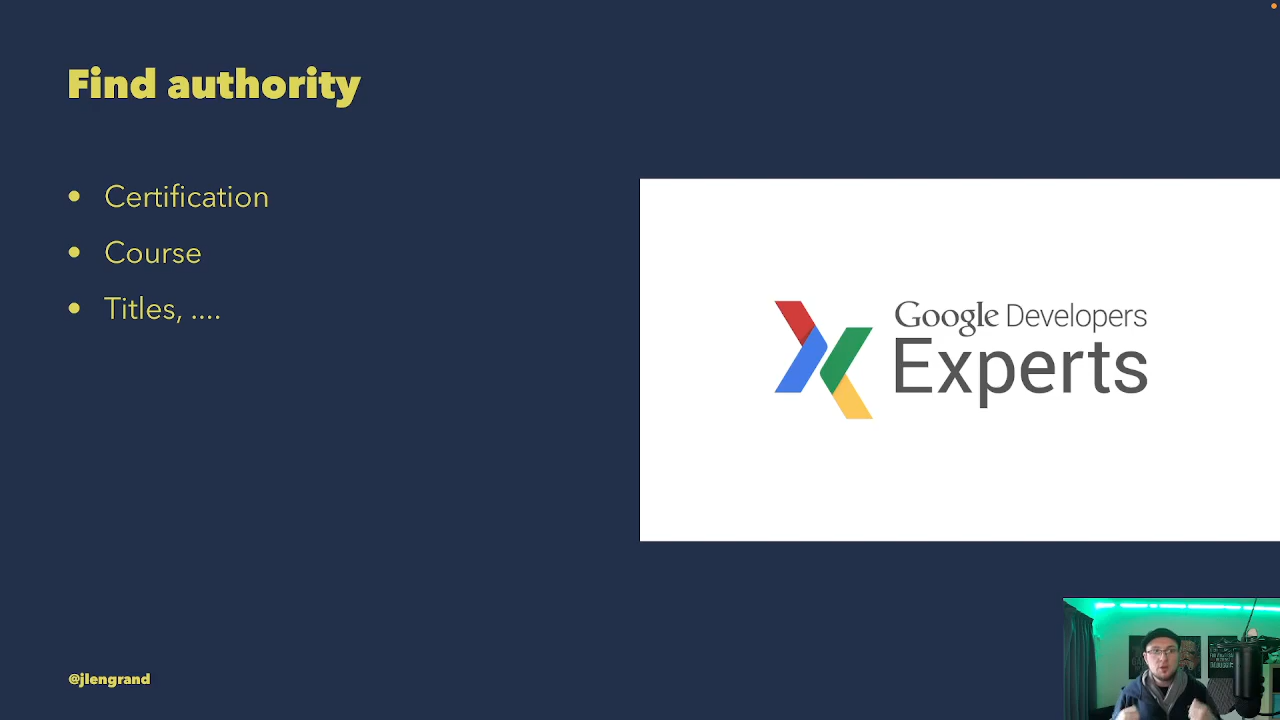 Find authority
• Certification
• Course
• Titles, ....
Google Developers
Experts
@jlengrand